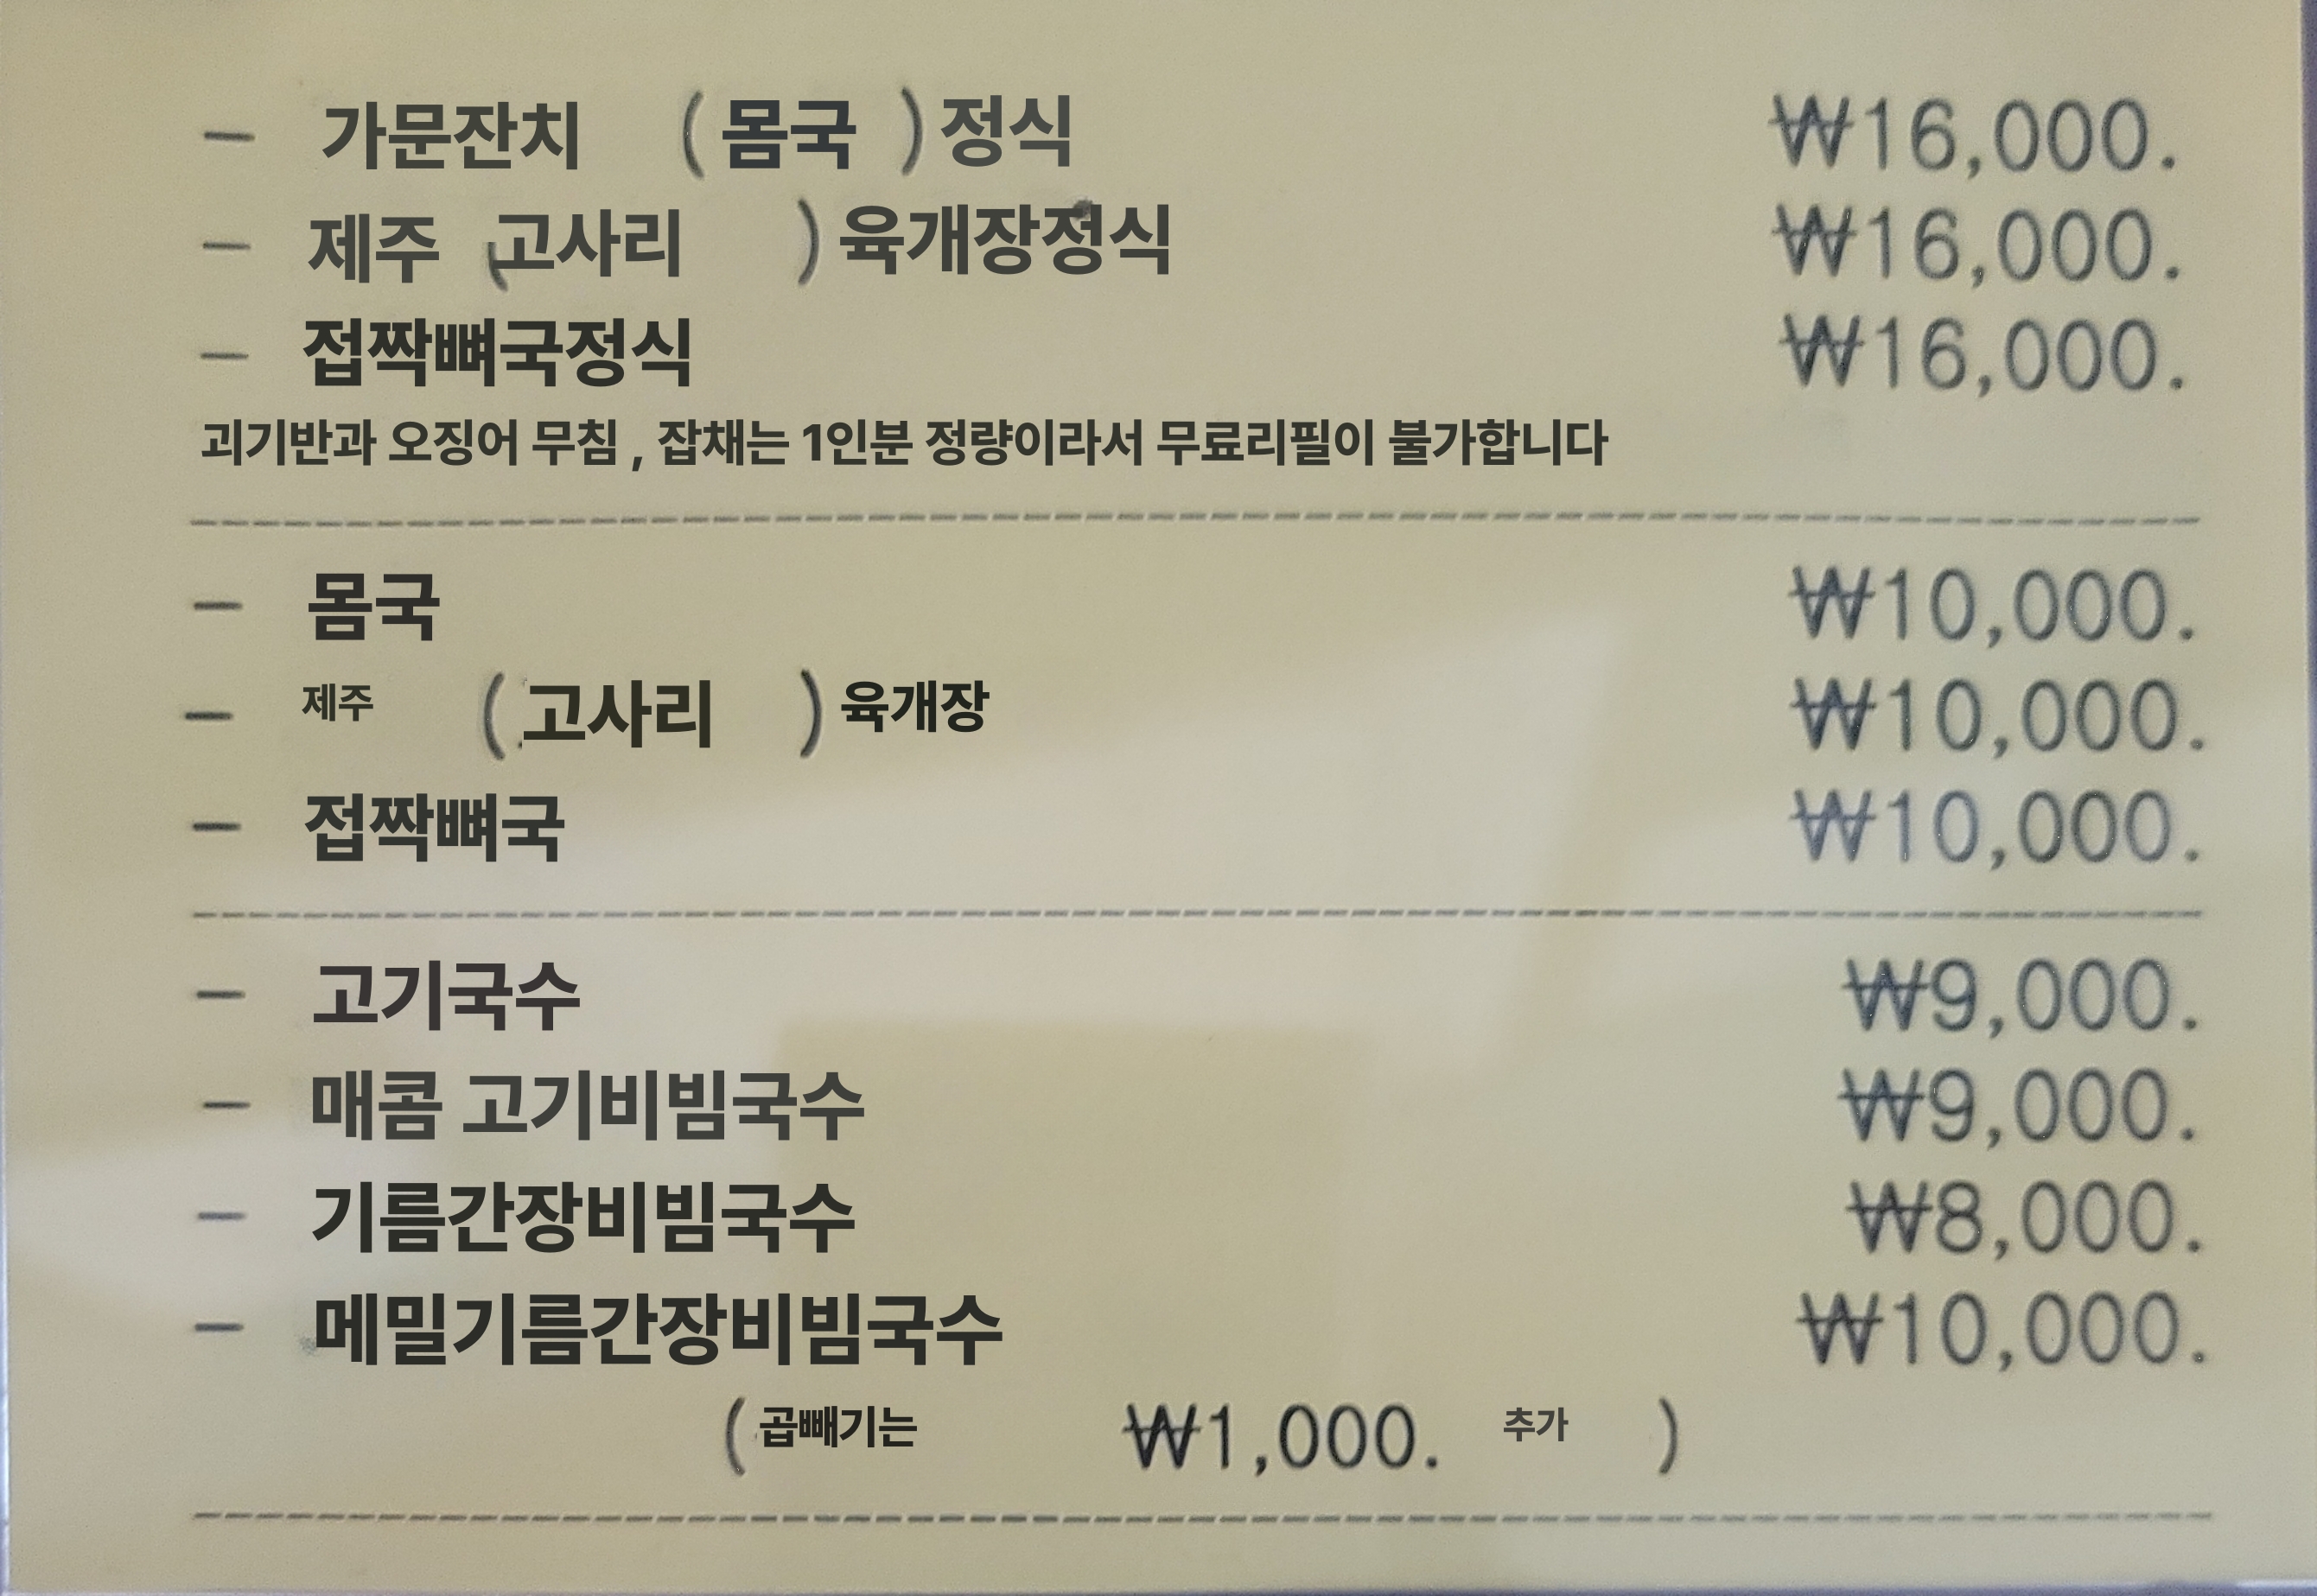 - 가문잔치 (몸국) 정식 ₩16,000.
- 제주 (고사리) 육개장정식 ₩16,000.
- 접짝뼈국정식 ₩16,000.
괴기반과 오징어 무침 , 잡채는 1인분 정량이라서 무료리필이 불가합니다
- 몸국 ₩10,000.
- 제주 (고사리) 육개장 ₩10,000.
- 접짝뼈국 ₩10,000.
- 고기국수 ₩9,000.
- 매콤 고기비빔국수 ₩9,000.
- 기름간장비빔국수 ₩8,000.
- 메밀기름간장비빔국수 ₩10,000.
(곱빼기는 ₩1,000. 추가)